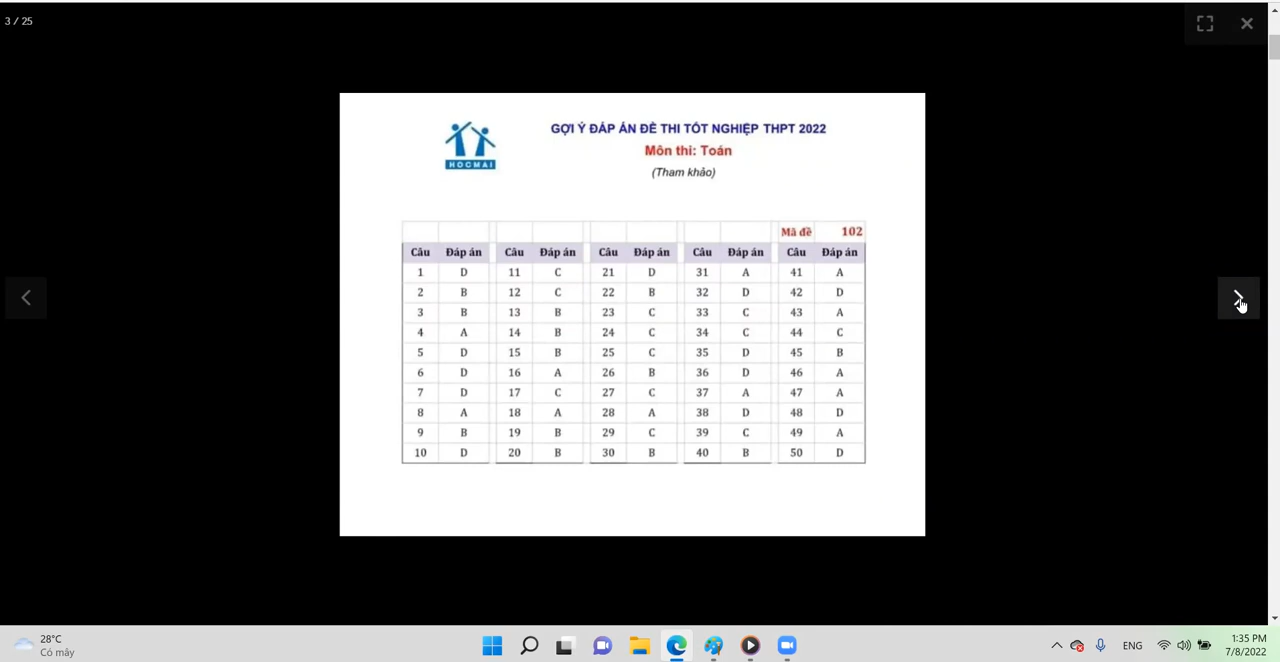 3 / 25
HOCMAI
GỢI Ý ĐÁP ÁN ĐỀ THI TỐT NGHIỆP THPT 2022
Môn thi: Toán
(Tham khảo)
Mã đề 102
Câu Đáp án Câu Đáp án Câu Đáp án Câu Đáp án Câu Đáp án
1 D 11 C 21 D 31 A 41 A
2 B 12 C 22 B 32 D 42 D
3 B 13 B 23 C 33 C 43 A
4 A 14 B 24 C 34 C 44 C
5 D 15 B 25 C 35 D 45 B
6 D 16 A 26 B 36 D 46 A
7 D 17 C 27 C 37 A 47 A
8 A 18 A 28 A 38 D 48 D
9 B 19 B 29 C 39 C 49 A
10 D 20 B 30 B 40 B 50 D
28°C
Có mây
ENG
1:35 PM
7/8/2022